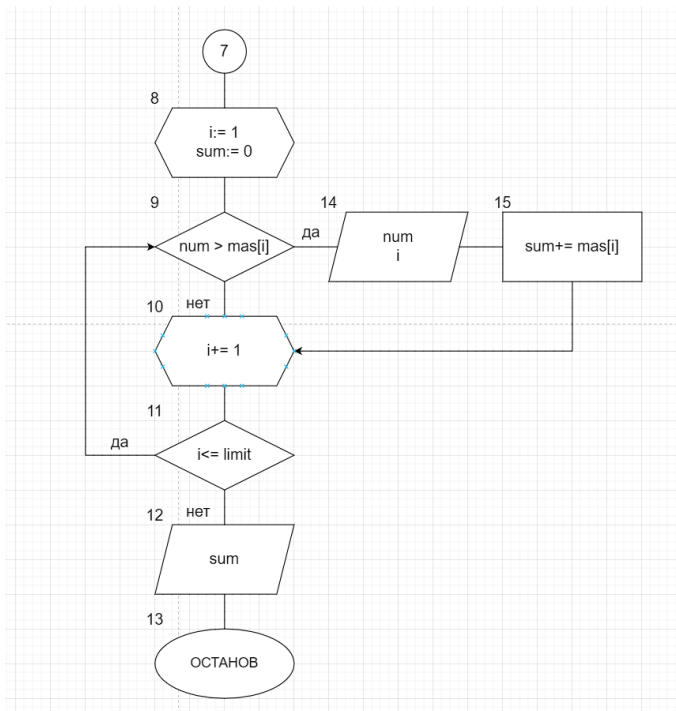 7
8
i:= 1
sum:= 0
9
num > mas[i]
да
14
num
i
15
sum+= mas[i]
нет
10
i+= 1
11
i<= limit
да
нет
12
sum
13
ОСТАНОВ